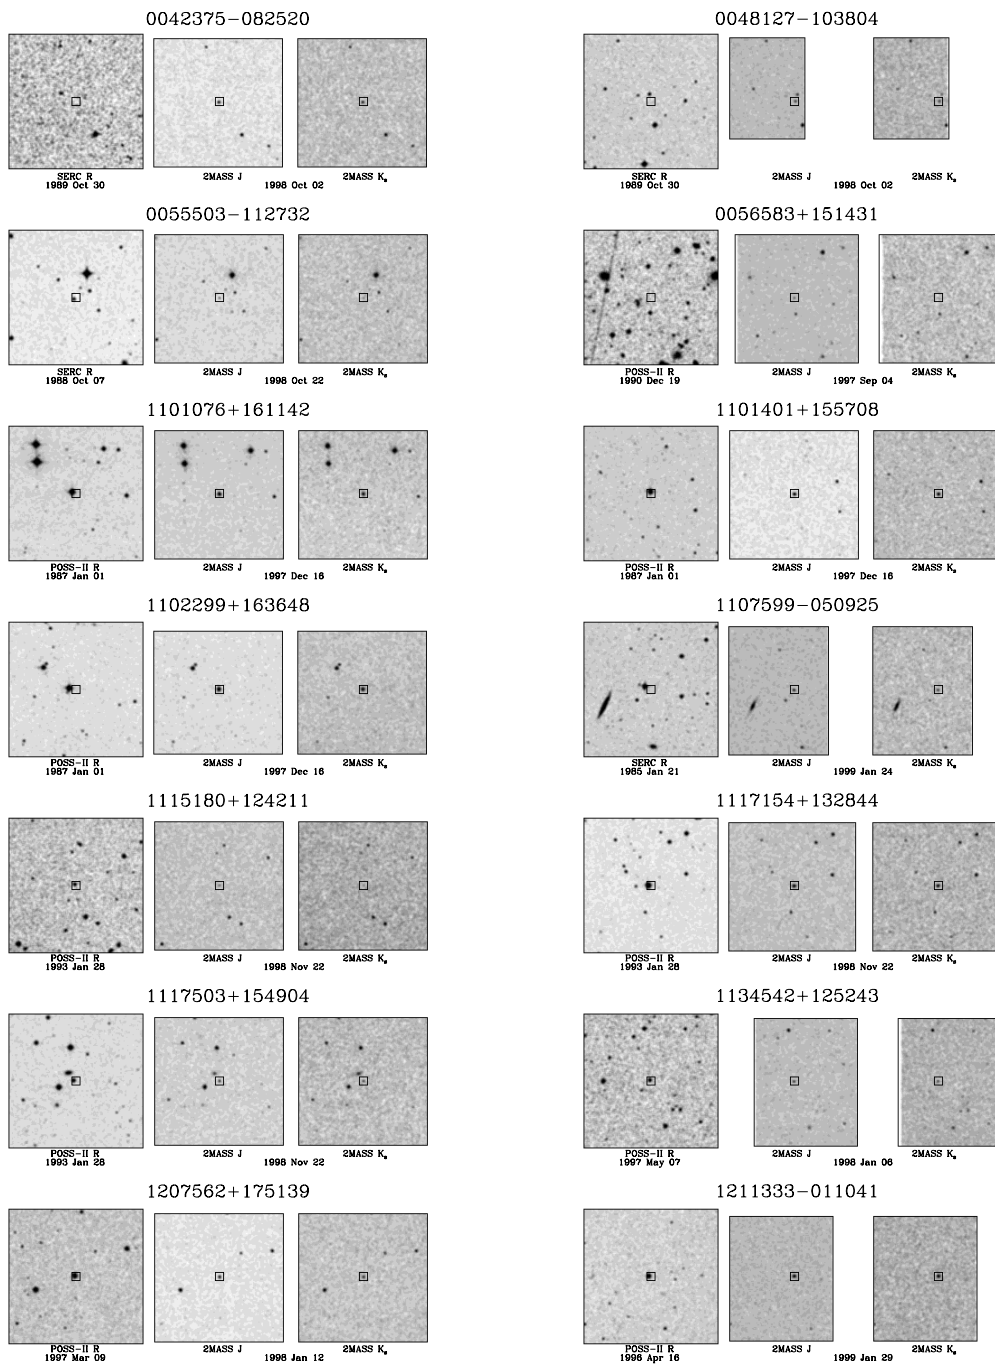 0042375−082520
SERC R
1989 Oct 30
2MASS J
1998 Oct 02
2MASS Ks
0048127−103804
SERC R
1989 Oct 30
2MASS J
1998 Oct 02
2MASS Ks
0055503−112732
SERC R
1988 Oct 07
2MASS J
1998 Oct 22
2MASS Ks
0056583+151431
POSS−II R
1990 Dec 19
2MASS J
1997 Sep 04
2MASS Ks
1101076+161142
POSS−II R
1987 Jan 01
2MASS J
1997 Dec 16
2MASS Ks
1101401+155708
POSS−II R
1987 Jan 01
2MASS J
1997 Dec 16
2MASS Ks
1102299+163648
POSS−II R
1987 Jan 01
2MASS J
1997 Dec 16
2MASS Ks
1107599−050925
SERC R
1985 Jan 21
2MASS J
1999 Jan 24
2MASS Ks
1115180+124211
POSS−II R
1993 Jan 28
2MASS J
1998 Nov 22
2MASS Ks
1117154+132844
POSS−II R
1993 Jan 28
2MASS J
1998 Nov 22
2MASS Ks
1117503+154904
POSS−II R
1993 Jan 28
2MASS J
1998 Nov 22
2MASS Ks
1134542+125243
POSS−II R
1997 May 07
2MASS J
1998 Jan 06
2MASS Ks
1207562+175139
POSS−II R
1997 Mar 09
2MASS J
1998 Jan 12
2MASS Ks
1211333−011041
POSS−II R
1996 Apr 16
2MASS J
1999 Jan 29
2MASS Ks